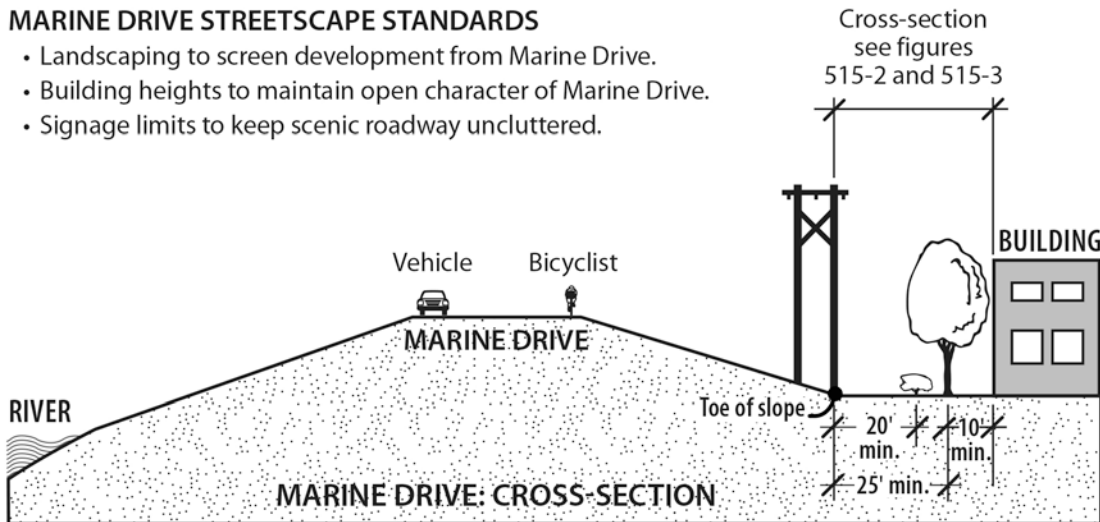 MARINE DRIVE STREETSCAPE STANDARDS
• Landscaping to screen development from Marine Drive.
• Building heights to maintain open character of Marine Drive.
• Signage limits to keep scenic roadway uncluttered.
Cross-section
see figures
515-2 and 515-3
BUILDING
Vehicle
Bicyclist
MARINE DRIVE
RIVER
Toe of slope
20'
min.
10'
min.
25' min.
MARINE DRIVE: CROSS-SECTION